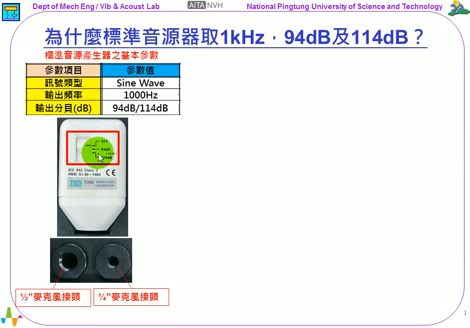 Dept of Mech Eng / Vib & Acoust Lab
AITA NVH
National Pingtung University of Science and Technology
為什麼標準音源器取1kHz，94dB及114dB？
標準音源產生器之基本參數
參數項目 參數值
訊號類型 Sine Wave
輸出頻率 1000Hz
輸出分貝(dB) 94dB/114dB
OFF
IEC 942 Class
CE
TES 1356
½"麥克風接頭 ¼"麥克風接頭
1